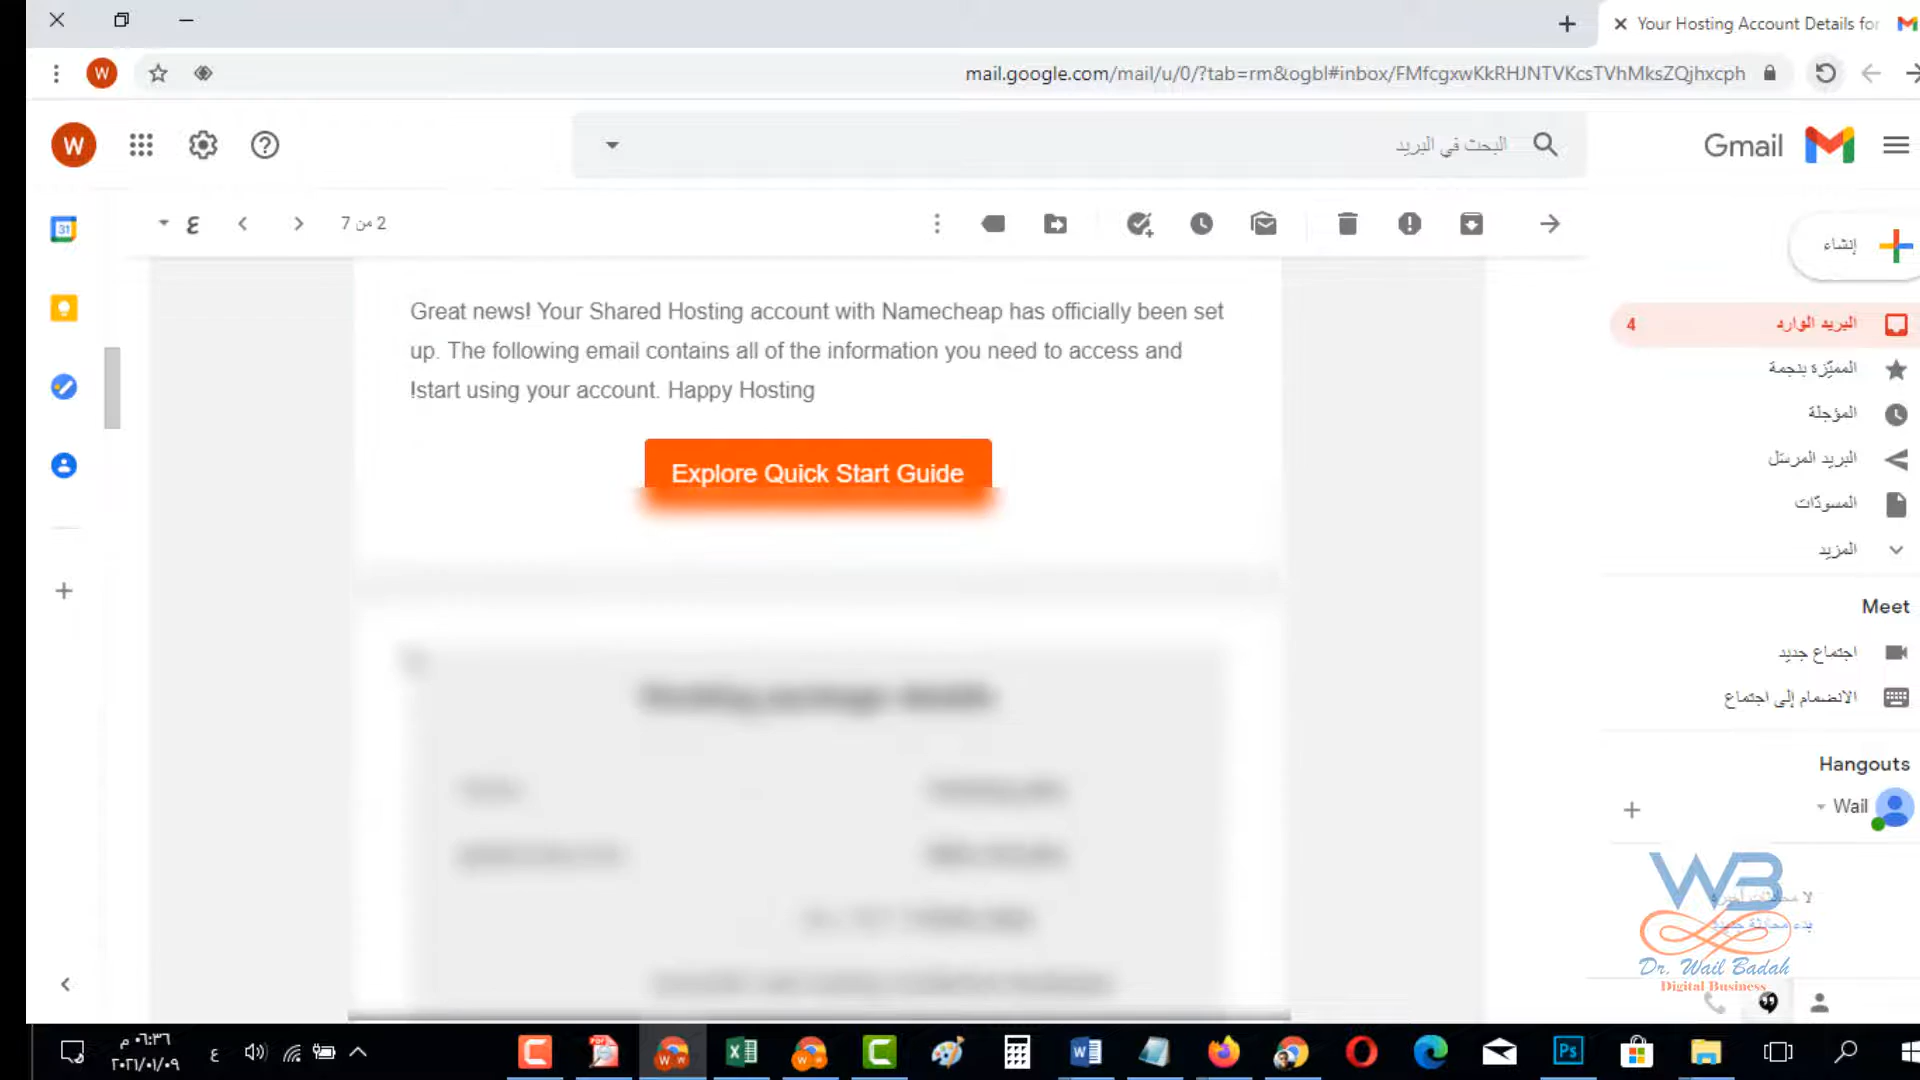 Your Hosting Account Details for
W
mail.google.com/mail/u/0/?tab=rm&ogbl#inbox/FMfcgxwKkRHJNTVKcsTVhMksZQjhxcph
W
البحث في البريد
Gmail
31
ع
2 من 7
إنشاء
Great news! Your Shared Hosting account with Namecheap has officially been set
up. The following email contains all of the information you need to access and
!start using your account. Happy Hosting
Explore Quick Start Guide
البريد الوارد
4
المميّزة بنجمة
المؤجلة
البريد المرسَل
المسودّات
المزيد
Meet
اجتماع جديد
الانضمام إلى اجتماع
Hangouts
Wail
WB
Dr. Wail Badah
Digital Business
٠٦:٣٦ م
٢٠٢١/٠١/٠٩
ع
Ps